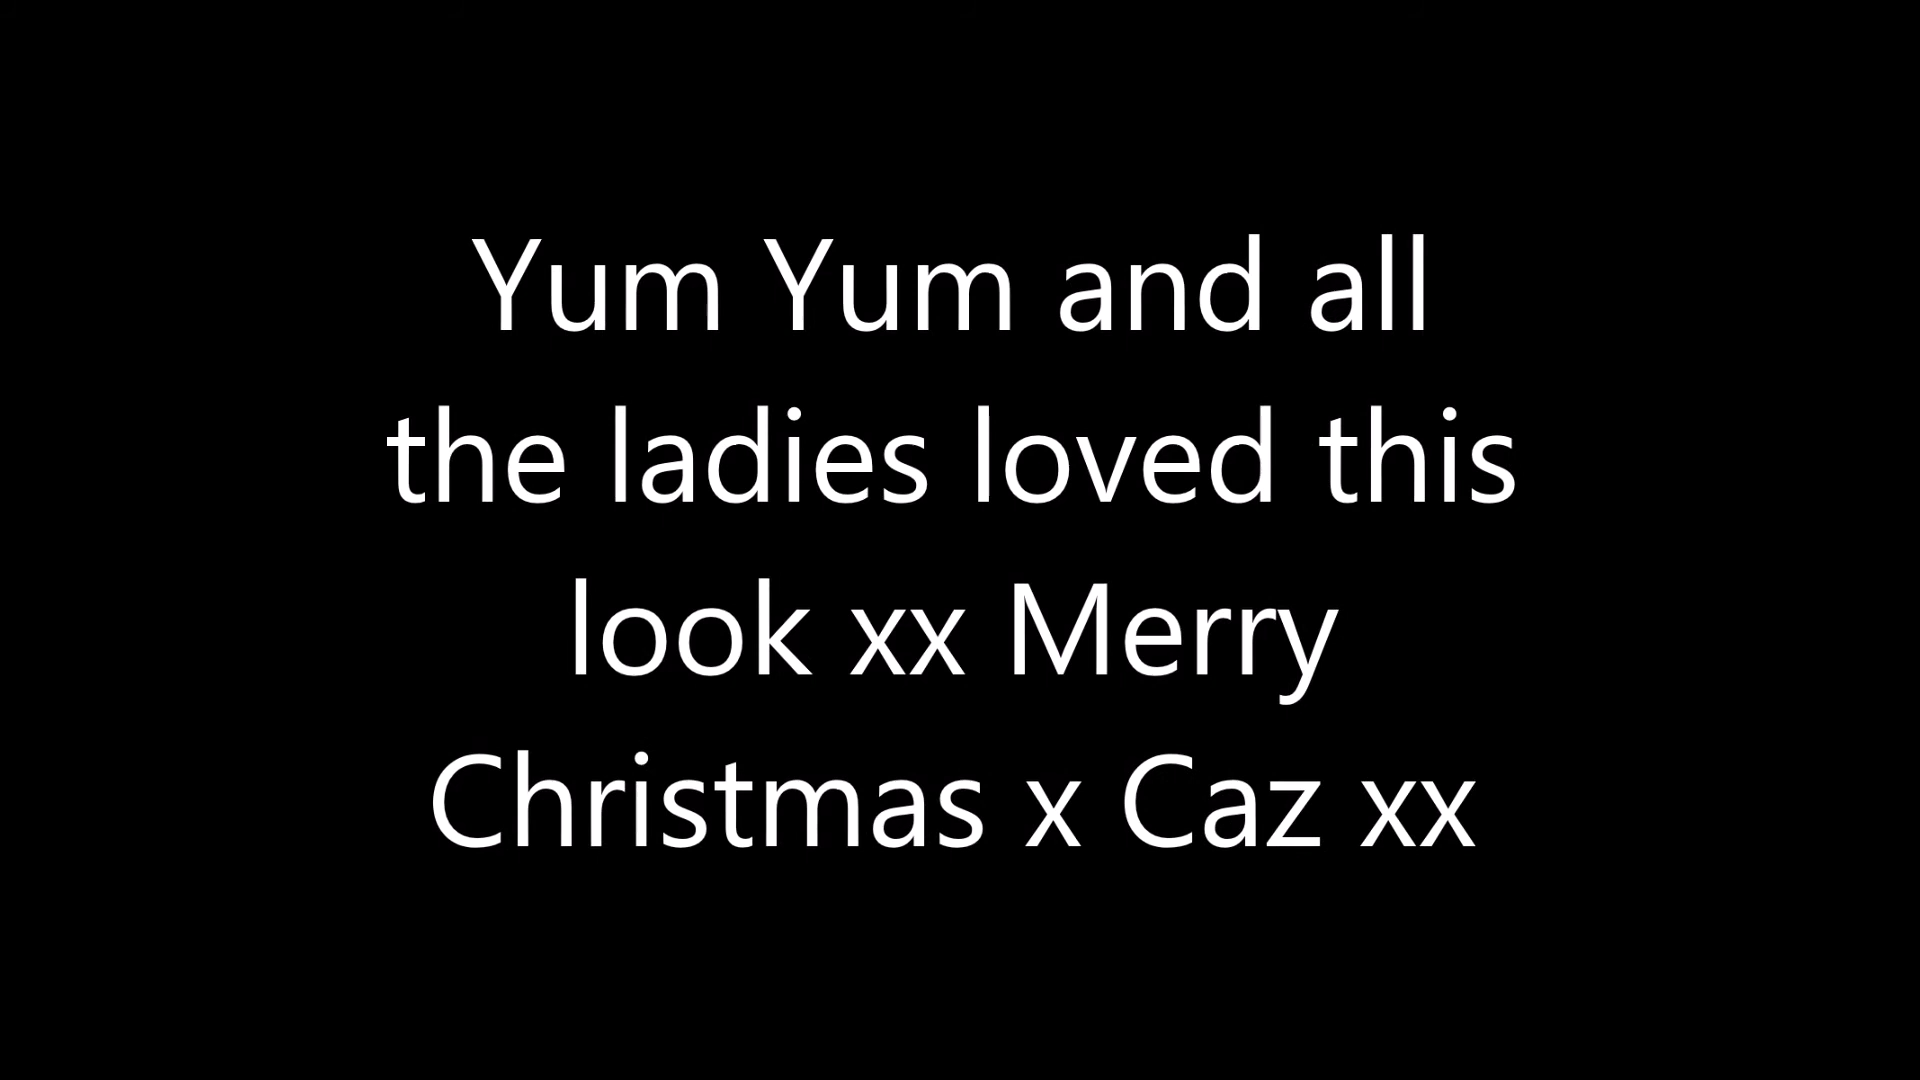 Yum Yum and all
the ladies loved this
look xx Merry
Christmas x Caz xx